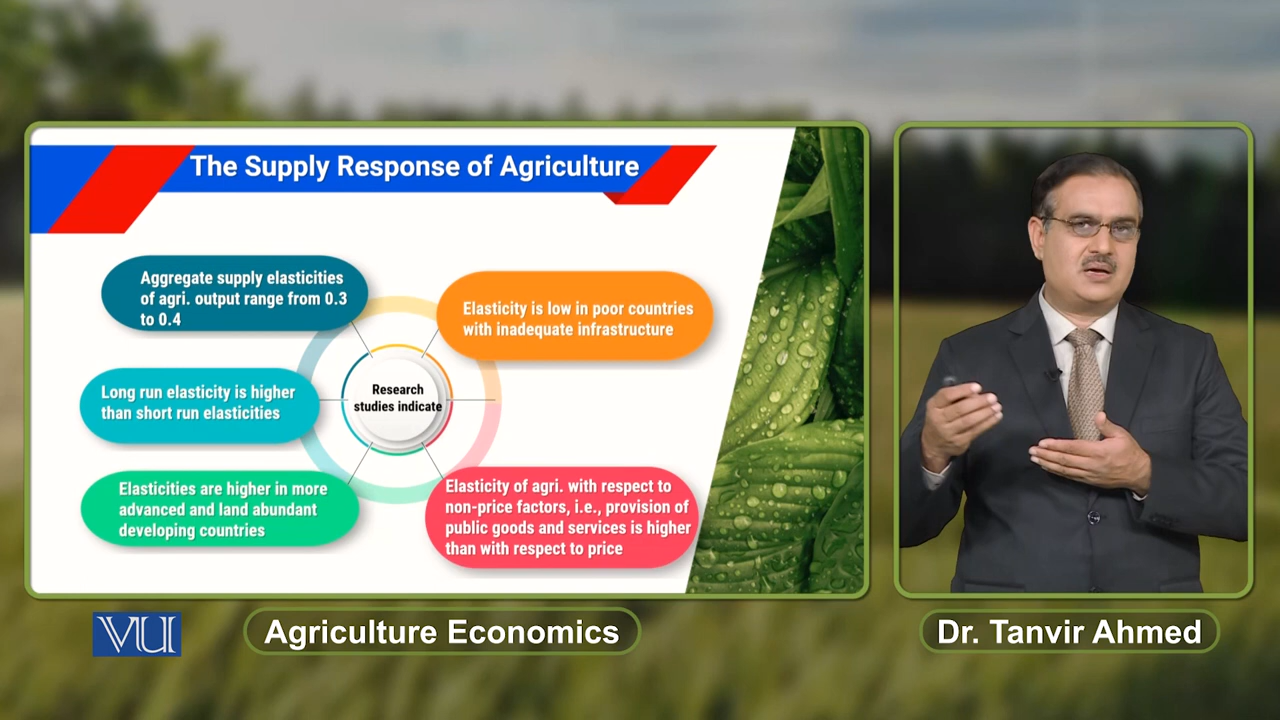 The Supply Response of Agriculture
Aggregate supply elasticities
of agri. output range from 0.3
to 0.4
Elasticity is low in poor countries
with inadequate infrastructure
Research
studies indicate
Long run elasticity is higher
than short run elasticities
Elasticities are higher in more
advanced and land abundant
developing countries
Elasticity of agri. with respect to
non-price factors, i.e., provision of
public goods and services is higher
than with respect to price
VU
Agriculture Economics
Dr. Tanvir Ahmed